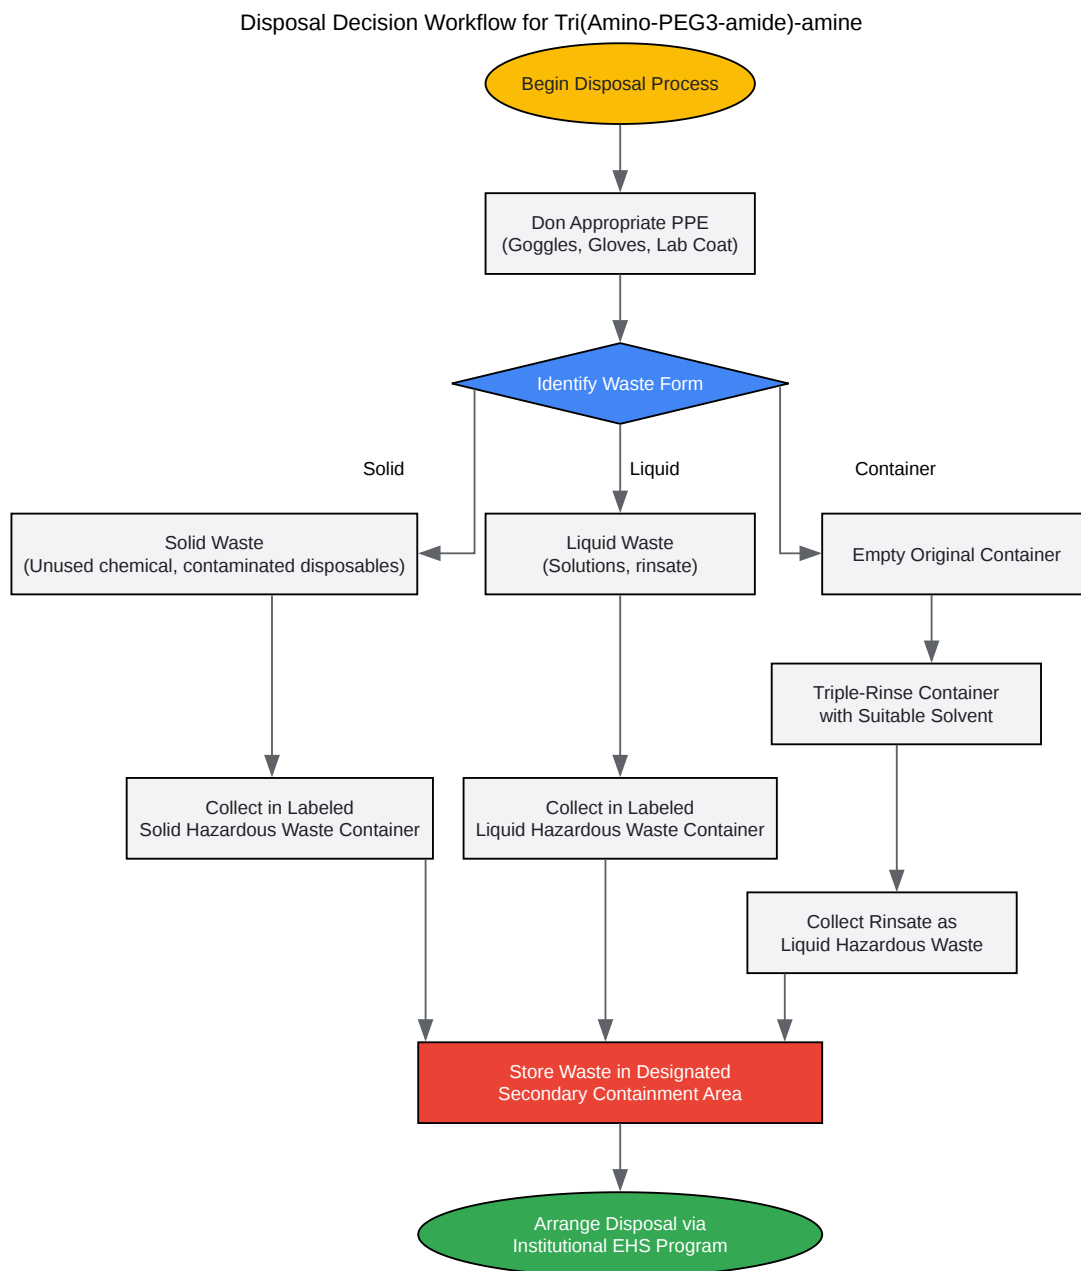 Disposal Decision Workflow for Tri(Amino-PEG3-amide)-amine
Begin Disposal Process
Don Appropriate PPE
(Goggles, Gloves, Lab Coat)
Identify Waste Form
Solid
Liquid
Container
Solid Waste
(Unused chemical, contaminated disposables)
Liquid Waste
(Solutions, rinsate)
Empty Original Container
Triple-Rinse Container
with Suitable Solvent
Collect in Labeled
Solid Hazardous Waste Container
Collect in Labeled
Liquid Hazardous Waste Container
Collect Rinsate as
Liquid Hazardous Waste
Store Waste in Designated
Secondary Containment Area
Arrange Disposal via
Institutional EHS Program